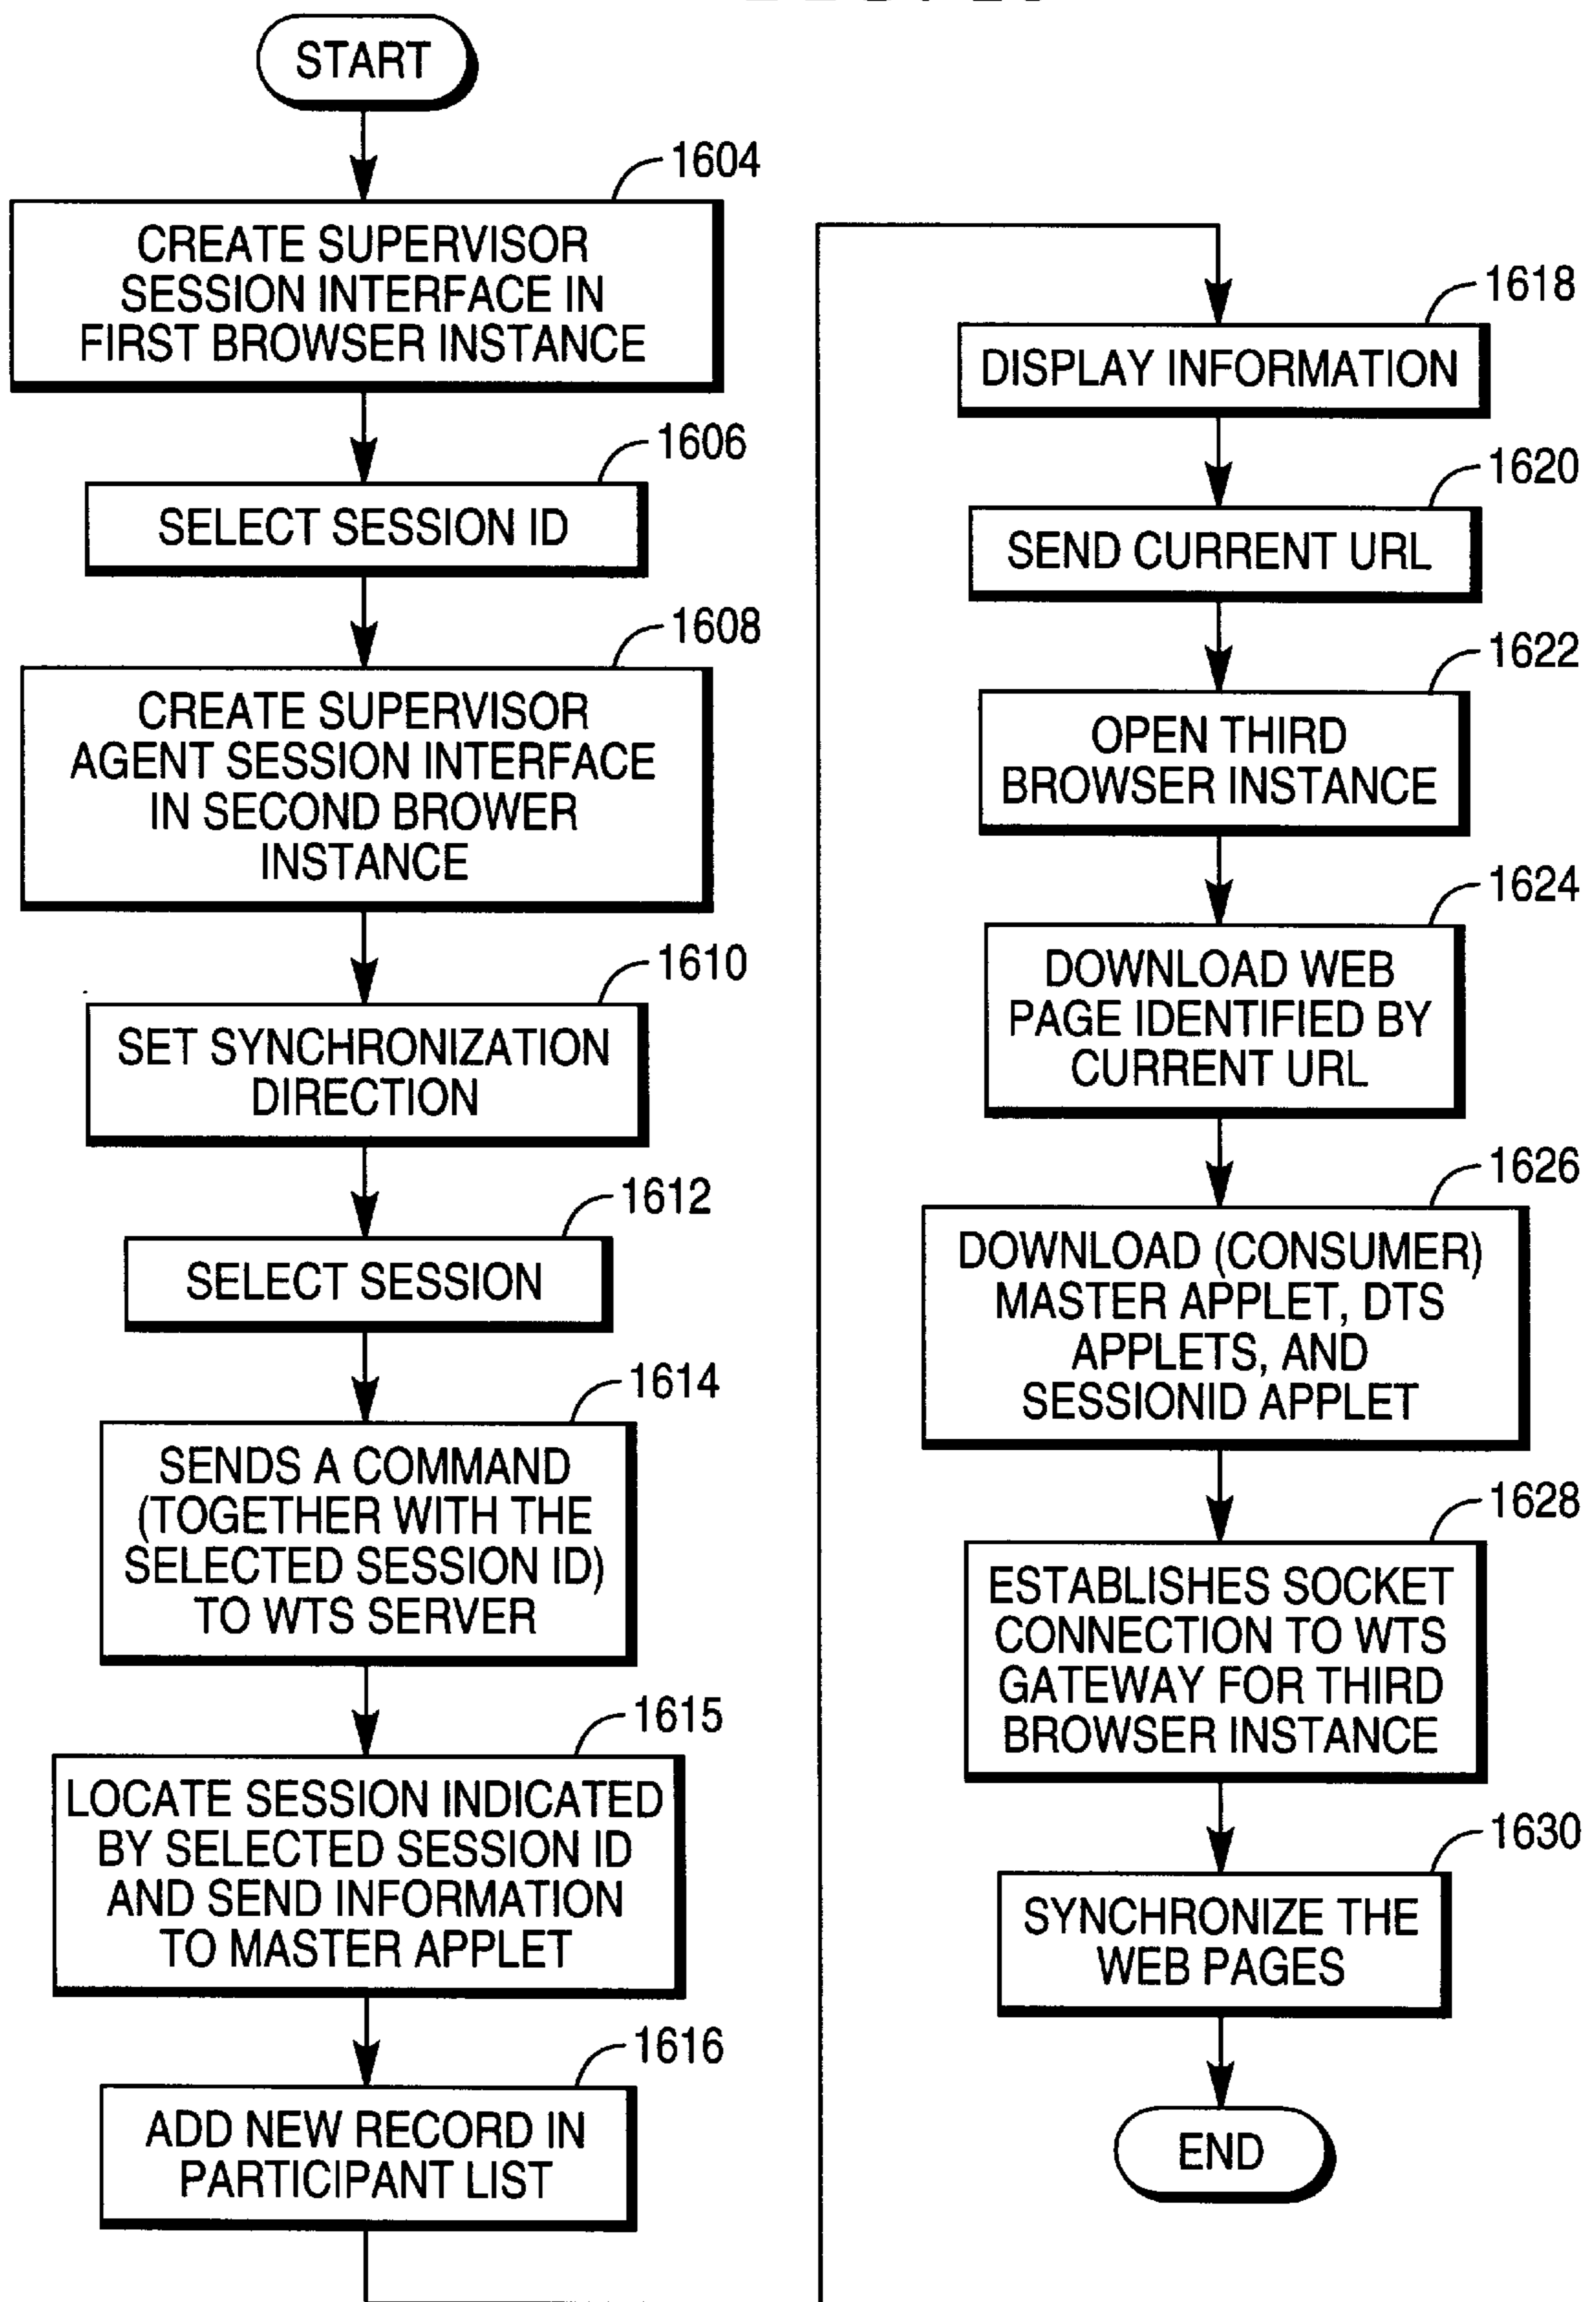 START
1604
CREATE SUPERVISOR
SESSION INTERFACE IN
FIRST BROWSER INSTANCE
1606
SELECT SESSION ID
1608
CREATE SUPERVISOR
AGENT SESSION INTERFACE
IN SECOND BROWER
INSTANCE
1610
SET SYNCHRONIZATION
DIRECTION
1612
SELECT SESSION
1614
SENDS A COMMAND
(TOGETHER WITH THE
SELECTED SESSION ID)
TO WTS SERVER
1615
LOCATE SESSION INDICATED
BY SELECTED SESSION ID
AND SEND INFORMATION
TO MASTER APPLET
1616
ADD NEW RECORD IN
PARTICIPANT LIST
1618
DISPLAY INFORMATION
1620
SEND CURRENT URL
1622
OPEN THIRD
BROWSER INSTANCE
1624
DOWNLOAD WEB
PAGE IDENTIFIED BY
CURRENT URL
1626
DOWNLOAD (CONSUMER)
MASTER APPLET, DTS
APPLETS, AND
SESSIONID APPLET
1628
ESTABLISHES SOCKET
CONNECTION TO WTS
GATEWAY FOR THIRD
BROWSER INSTANCE
1630
SYNCHRONIZE THE
WEB PAGES
END